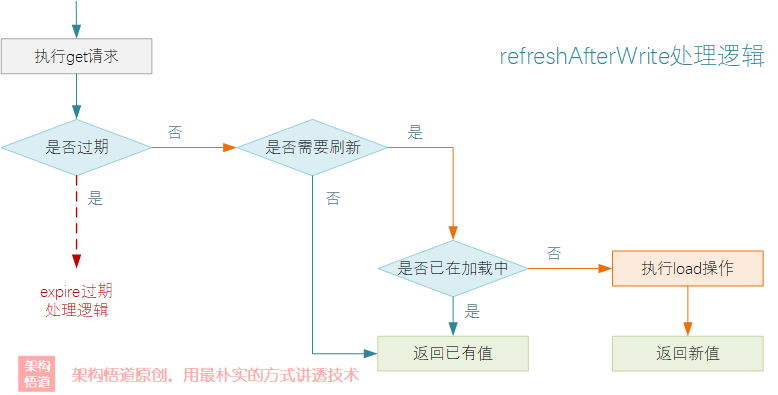 refreshAfterWrite处理逻辑
执行get请求
是否过期
否
是否需要刷新
是
是
否
expire过期
处理逻辑
是否已在加载中
否
执行load操作
是
返回已有值
返回新值
架构
悟道
架构悟道原创，用最朴实的方式讲透技术